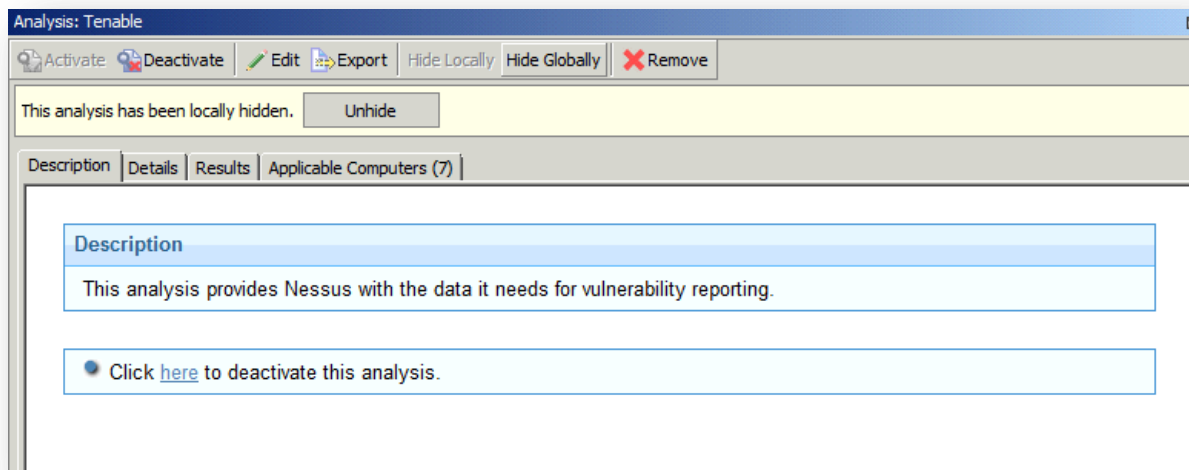 Analysis: Tenable
Activate Deactivate Edit Export Hide Locally Hide Globally Remove
This analysis has been locally hidden. Unhide
Description Details Results Applicable Computers (7)
Description
This analysis provides Nessus with the data it needs for vulnerability reporting.
Click here to deactivate this analysis.